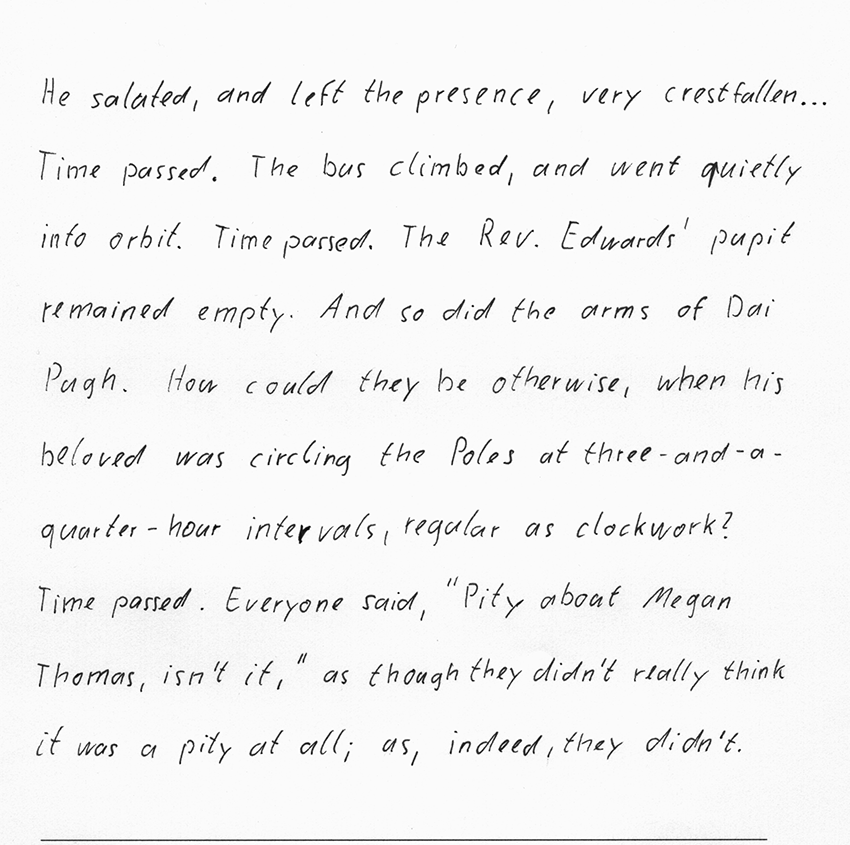 He saluted, and left the presence, very crestfallen...
Time passed. The bus climbed, and went quietly
into orbit. Time passed. The Rev. Edwards' pupit
remained empty. And so did the arms of Dai
Pugh. How could they be otherwise, when his
beloved was circling the Poles at three-and-a-
quarter-hour intervals, regular as clockwork?
Time passed. Everyone said, "Pity about Megan
Thomas, isn't it," as though they didn't really think
it was a pity at all; as, indeed, they didn't.